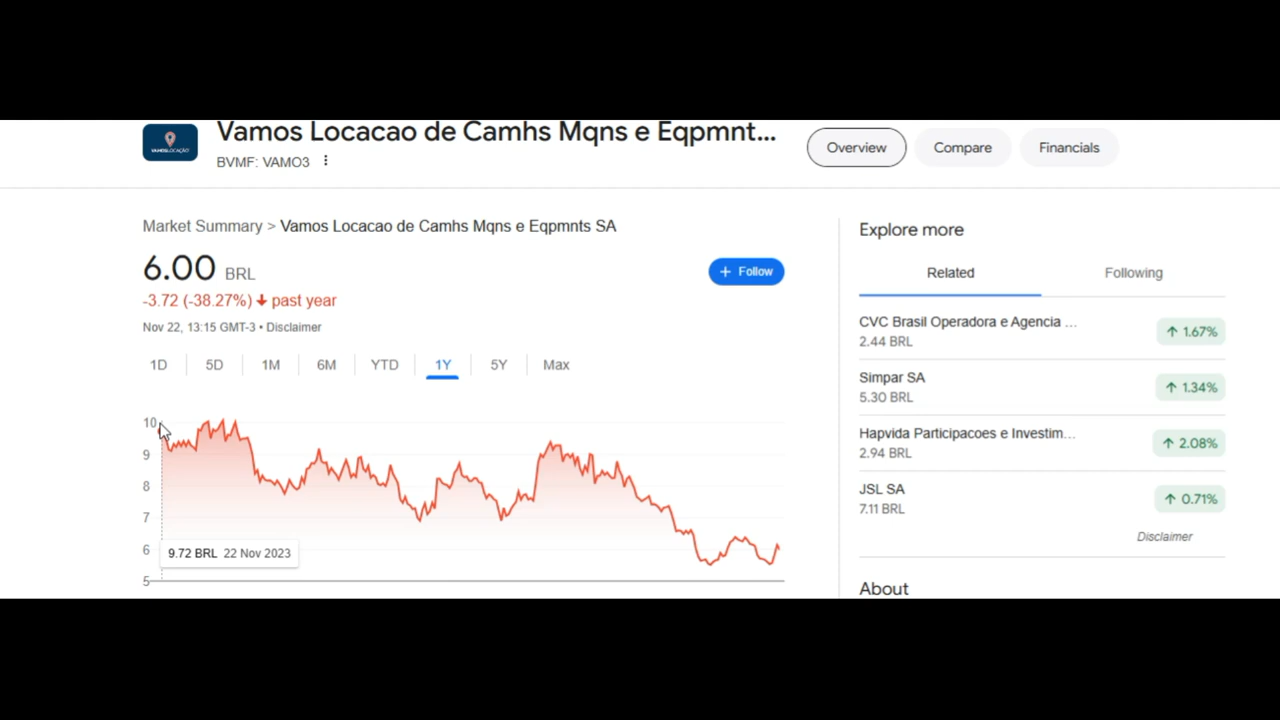 Vamos Locacao de Camhs Mqns e Eqpmnt...
VAMOS LOCAÇÃO
BVMF: VAMO3
Overview
Compare
Financials
Market Summary > Vamos Locacao de Camhs Mqns e Eqpmnts SA
6.00 BRL
+ Follow
-3.72 (-38.27%) ↓ past year
Nov 22, 13:15 GMT-3 • Disclaimer
1D 5D 1M 6M YTD 1Y 5Y Max
10
9
8
7
6
5
9.72 BRL 22 Nov 2023
Explore more
Related Following
CVC Brasil Operadora e Agencia ...
2.44 BRL
↑ 1.67%
Simpar SA
5.30 BRL
↑ 1.34%
Hapvida Participacoes e Investim...
2.94 BRL
↑ 2.08%
JSL SA
7.11 BRL
↑ 0.71%
Disclaimer
About